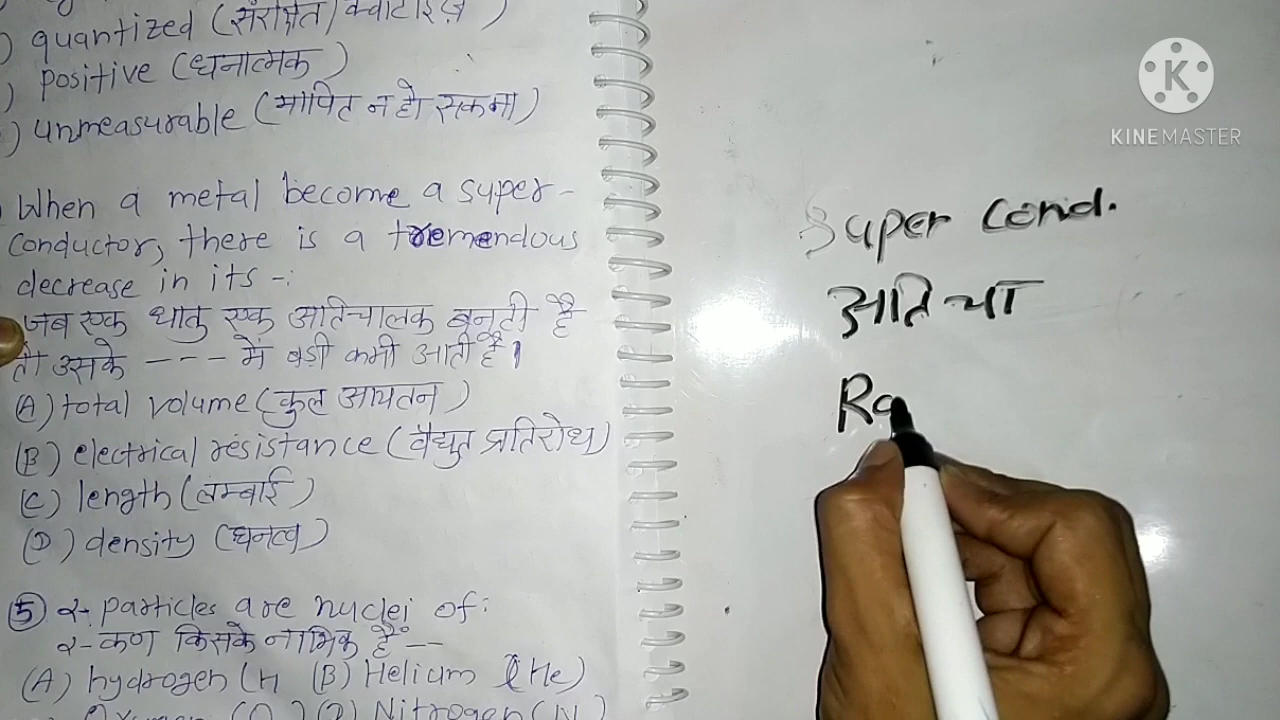 quantized (संरक्षित/क्वांटाइज़)
positive (धनात्मक)
unmeasurable (मापित न हो सकना)
When a metal become a super-
conductor, there is a tremendous
decrease in its -:
जब एक धातु एक अतिचालक बनती है
तो उसके --- में बड़ी कमी आती है।
(A) total volume (कुल आयतन)
(B) electrical resistance (वैद्युत प्रतिरोध)
(C) length (लम्बाई)
(D) density (घनत्व)
⑤ α- particles are nuclei of:
α-कण किसके नाभिक हैं--
(A) hydrogen (H (B) Helium (He)
(D) Nitrogen (N)
Super Cond.
अतिचा
Ra
KINEMASTER